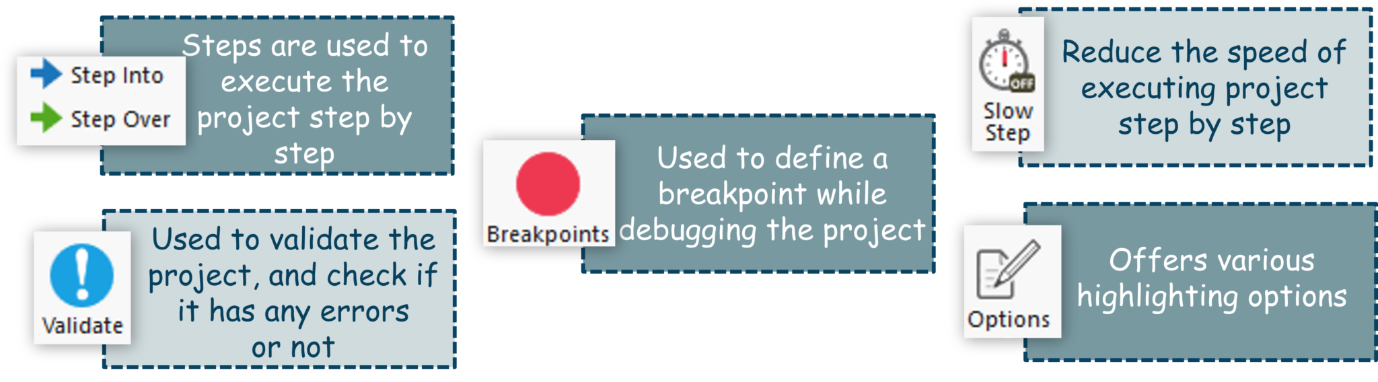 Step Into
Step Over
Steps are used to
execute the
project step by
step
Validate
Used to validate the
project, and check if
it has any errors
or not
Breakpoints
Used to define a
breakpoint while
debugging the project
OFF
Slow
Step
Reduce the speed of
executing project
step by step
Options
Offers various
highlighting options